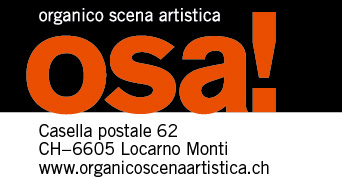 organico scena artistica
osa!
Casella postale 62
CH–6605 Locarno Monti
www.organicoscenaartistica.ch